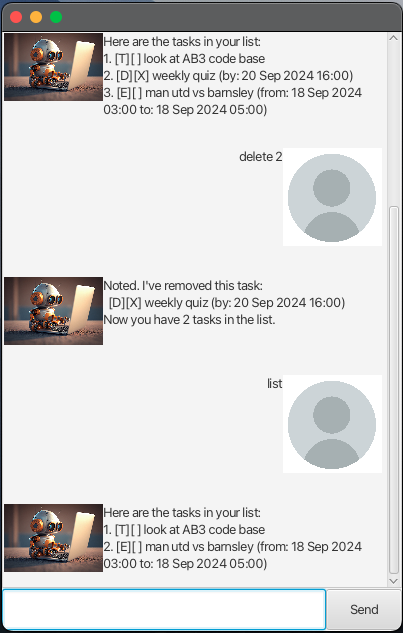 Here are the tasks in your list:
1. [T][ ] look at AB3 code base
2. [D][X] weekly quiz (by: 20 Sep 2024 16:00)
3. [E][ ] man utd vs barnsley (from: 18 Sep 2024
03:00 to: 18 Sep 2024 05:00)
delete 2
Noted. I've removed this task:
[D][X] weekly quiz (by: 20 Sep 2024 16:00)
Now you have 2 tasks in the list.
list
Here are the tasks in your list:
1. [T][ ] look at AB3 code base
2. [E][ ] man utd vs barnsley (from: 18 Sep 2024
03:00 to: 18 Sep 2024 05:00)
Send